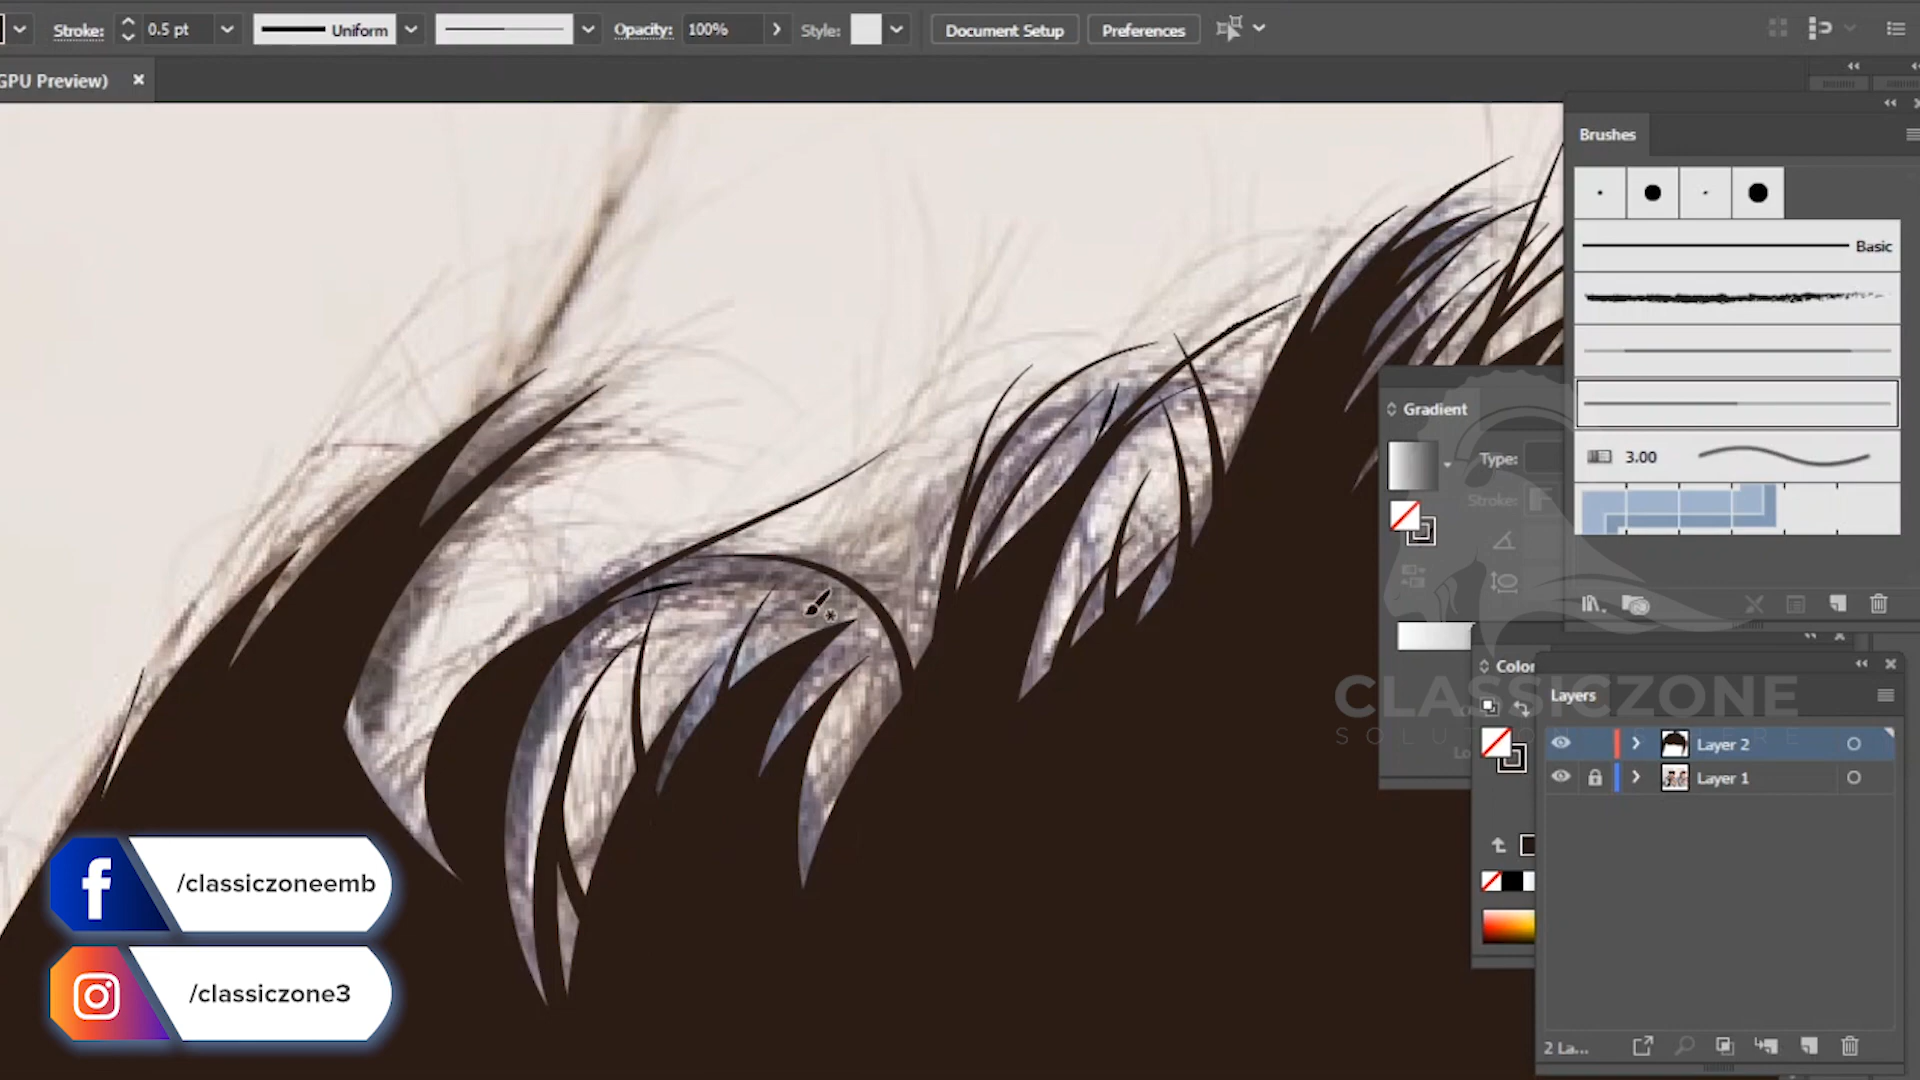 Stroke: 0.5 pt Uniform Opacity: 100% Style: Document Setup Preferences
GPU Preview) ×
Brushes
Basic
3.00
Gradient
Type:
Stroke:
Color
Layers
Layer 2
Layer 1
2 La...
CLASSICZONE
/classiczoneemb
/classiczone3